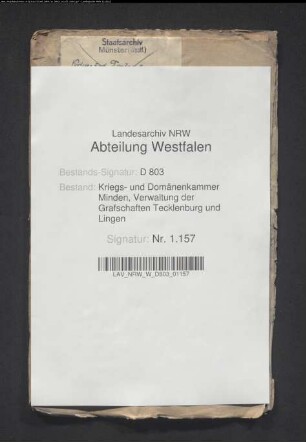 Staatsarchiv
Münster
Landesarchiv NRW
Abteilung Westfalen
Bestands-Signatur: D 803
Bestand: Kriegs- und Domänenkammer
Minden, Verwaltung der
Grafschaften Tecklenburg und
Lingen
Signatur: Nr. 1.157
LAV_NRW_W_D803_01157